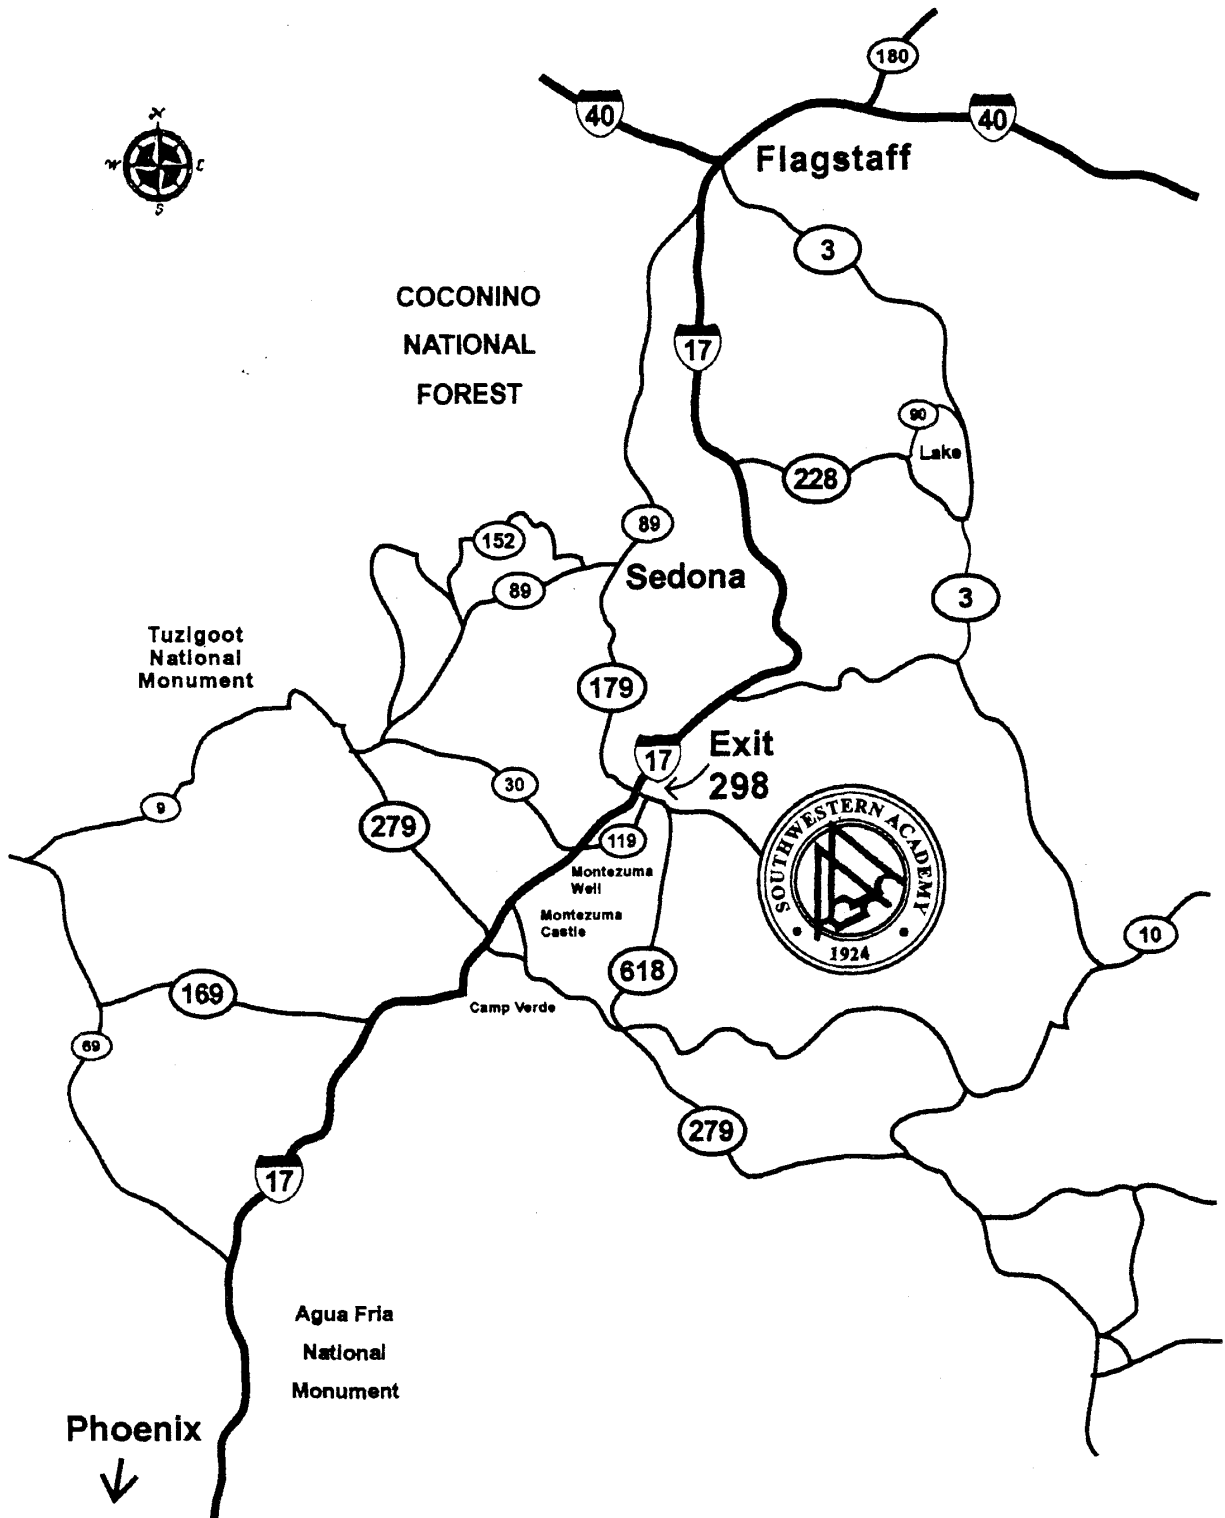 180
40
40
N
W
E
S
Flagstaff
3
COCONINO
NATIONAL
FOREST
17
90
Lake
228
89
152
89
Sedona
3
Tuzigoot
National
Monument
179
Exit
298
17
30
9
279
119
SOUTHWESTERN ACADEMY
1924
Montezuma
Well
Montezuma
Castle
10
618
169
Camp Verde
69
279
17
Agua Fria
National
Monument
Phoenix